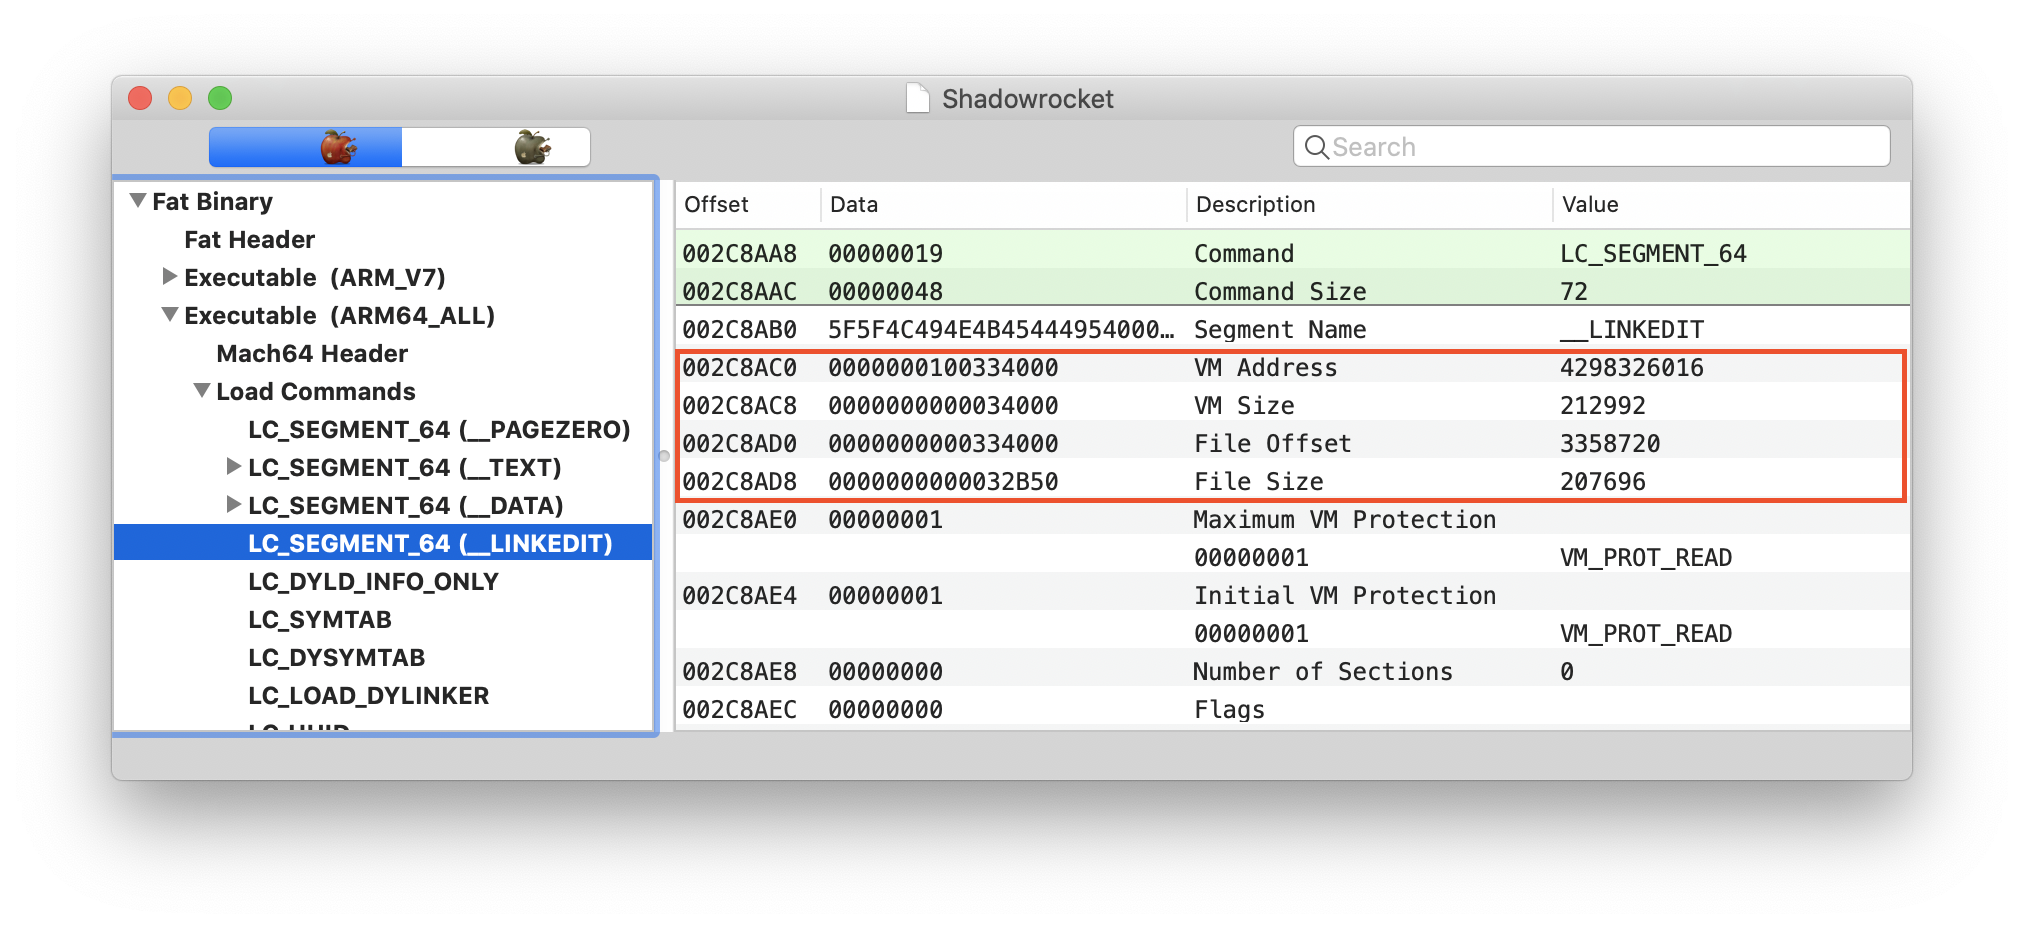 Shadowrocket
Search
Fat Binary
Fat Header
Executable (ARM_V7)
Executable (ARM64_ALL)
Mach64 Header
Load Commands
LC_SEGMENT_64 (__PAGEZERO)
LC_SEGMENT_64 (__TEXT)
LC_SEGMENT_64 (__DATA)
LC_SEGMENT_64 (__LINKEDIT)
LC_DYLD_INFO_ONLY
LC_SYMTAB
LC_DYSYMTAB
LC_LOAD_DYLINKER
LC_UUID
Offset Data Description Value
002C8AA8 00000019 Command LC_SEGMENT_64
002C8AAC 00000048 Command Size 72
002C8AB0 5F5F4C494E4B45444954000… Segment Name __LINKEDIT
002C8AC0 0000000100334000 VM Address 4298326016
002C8AC8 0000000000034000 VM Size 212992
002C8AD0 0000000000334000 File Offset 3358720
002C8AD8 0000000000032B50 File Size 207696
002C8AE0 00000001 Maximum VM Protection
00000001 VM_PROT_READ
002C8AE4 00000001 Initial VM Protection
00000001 VM_PROT_READ
002C8AE8 00000000 Number of Sections 0
002C8AEC 00000000 Flags